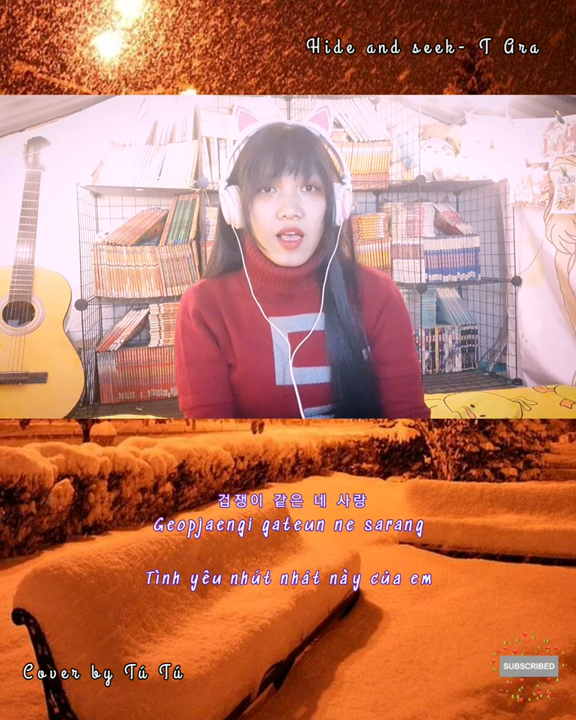 Hide and seek- T Ara
겁쟁이 같은 네 사랑
Geopjaengi gateun ne sarang
Tình yêu nhút nhát này của em
Cover by Tú Tú
SUBSCRIBED